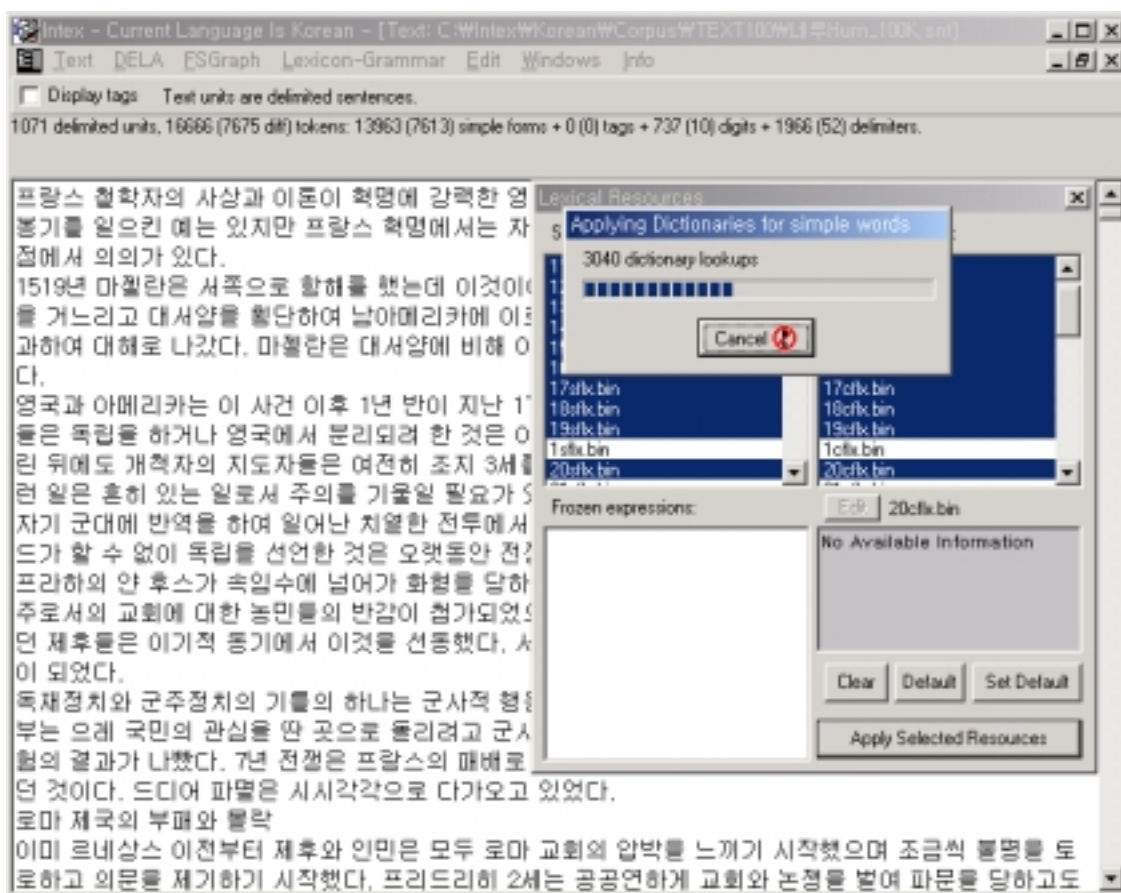 Intex - Current Language Is Korean - [Text: C:₩Intex₩Korean₩Corpus₩TEXT100₩네루Hum_100K.snt]
Text DELA FSGraph Lexicon-Grammar Edit Windows Info
Display tags Text units are delimited sentences.
1071 delimited units, 16666 (7675 diff) tokens: 13963 (7613) simple forms + 0 (0) tags + 737 (10) digits + 1966 (52) delimiters.
프랑스 철학자의 사상과 이론이 혁명에 강력한 영
봉기를 일으킨 예는 있지만 프랑스 혁명에서는 자
점에서 의의가 있다.
1519년 마젤란은 서쪽으로 항해를 했는데 이것이
을 거느리고 대서양을 횡단하여 남아메리카에 이르
과하여 대해로 나갔다. 마젤란은 대서양에 비해
다.
영국과 아메리카는 이 사건 이후 1년 반이 지난
들은 독립을 하거나 영국에서 분리되려 한 것은
린 뒤에도 개척자의 지도자들은 여전히 조지 3세를
런 일은 흔히 있는 일로서 주의를 기울일 필요가
자기 군대에 반역을 하여 일어난 치열한 전투에서
드가 할 수 없이 독립을 선언한 것은 오랫동안
프라하의 얀 후스가 속임수에 넘어가 화형을 당하
주로서의 교회에 대한 농민들의 반감이 첨가되었
던 제후들은 이기적 동기에서 이것을 선동했다.
이 되었다.
독재정치와 군주정치의 기틀의 하나는 군사적
부는 으레 국민의 관심을 딴 곳으로 돌리려고 군
험의 결과가 나빴다. 7년 전쟁은 프랑스의 패배로
던 것이다. 드디어 파멸은 시시각각으로 다가오고 있었다.
로마 제국의 부패와 몰락
이미 르네상스 이전부터 제후와 인민은 모두 로마 교회의 압박을 느끼기 시작했으며 조금씩 불평을 토
로하고 의문을 제기하기 시작했다. 프리드리히 2세는 공공연하게 교회와 논쟁을 벌여 파문을 당하고도
Lexical Resources
Applying Dictionaries for simple words
3040 dictionary lookups
Cancel
17sflx.bin 17cflx.bin
18sflx.bin 18cflx.bin
19sflx.bin 19cflx.bin
1sflx.bin 1cflx.bin
20sflx.bin 20cflx.bin
Frozen expressions: Edit 20cflx.bin
No Available Information
Clear Default Set Default
Apply Selected Resources